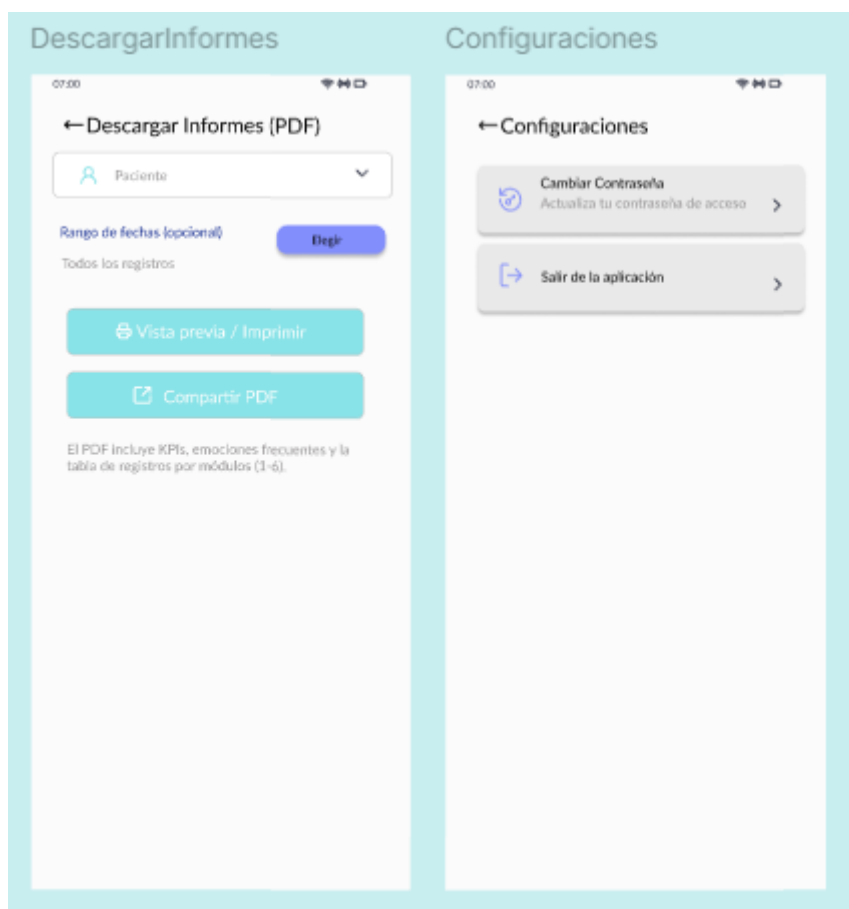 DescargarInformes
07:00
←Descargar Informes (PDF)
Paciente
Rango de fechas (opcional)
Elegir
Todos los registros
Vista previa / Imprimir
Compartir PDF
El PDF incluye KPIs, emociones frecuentes y la
tabla de registros por módulos (1-6).
Configuraciones
07:00
←Configuraciones
Cambiar Contraseña
Actualiza tu contraseña de acceso
Salir de la aplicación